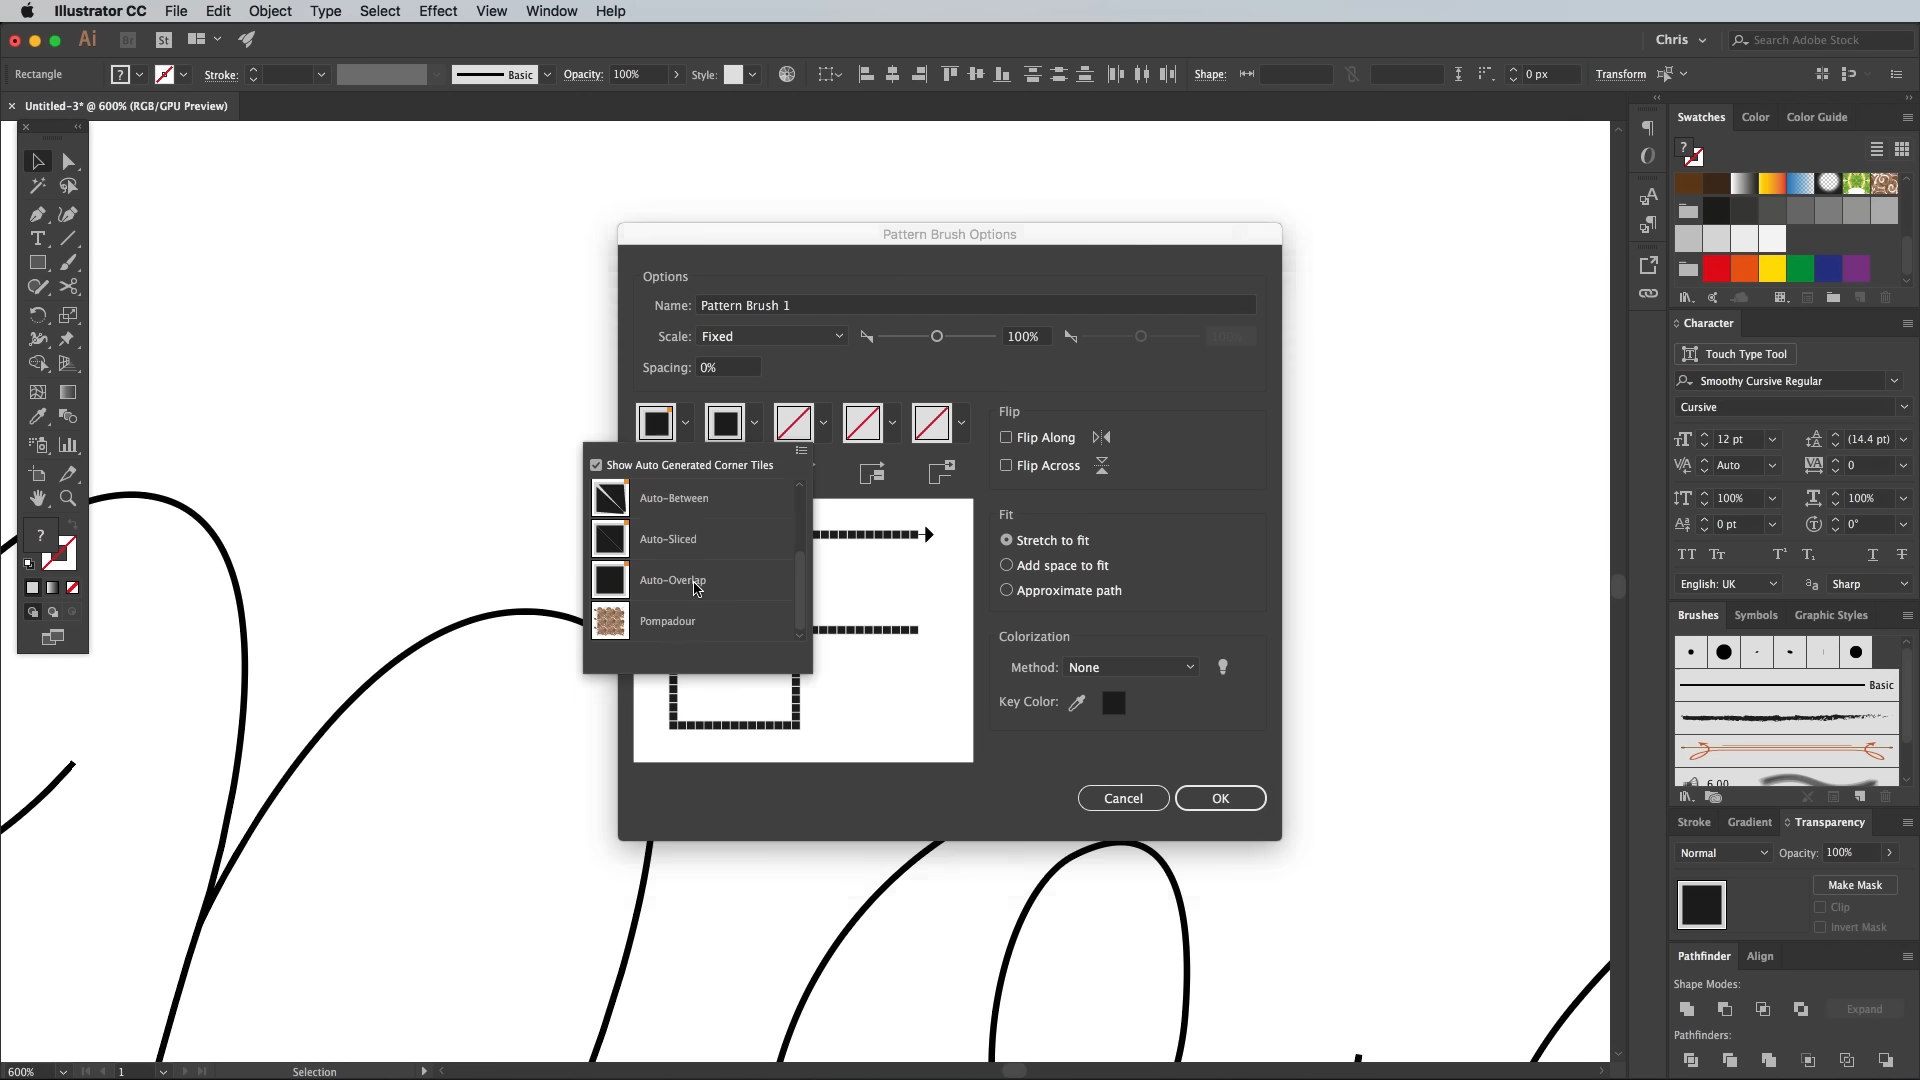 Illustrator CC File Edit Object Type Select Effect View Window Help
Ai Br St Chris Search Adobe Stock
Rectangle ? Stroke: Basic Opacity: 100% Style: Shape: 0 px Transform
Untitled-3* @ 600% (RGB/GPU Preview)
Pattern Brush Options
Options
Name: Pattern Brush 1
Scale: Fixed 100% 100%
Spacing: 0%
Show Auto Generated Corner Tiles
Auto-Between
Auto-Sliced
Auto-Overlap
Pompadour
Flip
Flip Along
Flip Across
Fit
Stretch to fit
Add space to fit
Approximate path
Colorization
Method: None
Key Color:
Cancel OK
?
Swatches Color Color Guide
?
Character
Touch Type Tool
Smoothy Cursive Regular
Cursive
12 pt (14.4 pt)
Auto 0
100% 100%
0 pt 0°
English: UK Sharp
Brushes Symbols Graphic Styles
Basic
6.00
Stroke Gradient Transparency
Normal Opacity: 100%
Make Mask
Clip
Invert Mask
Pathfinder Align
Shape Modes:
Expand
Pathfinders:
600% 1 Selection